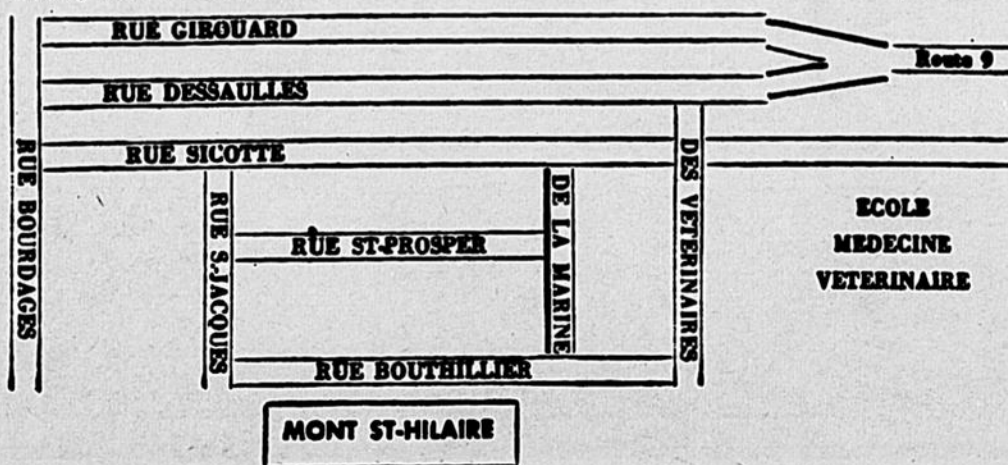 RUE GIROUARD
Route 9
RUE DESSAULLES
RUE SICOTTE
RUE BOURDAGES
RUE S.-JACQUES
RUE ST-PROSPER
DE LA MARINE
DES VETERINAIRES
ECOLE
MEDECINE
VETERINAIRE
RUE BOUTHILLIER
MONT ST-HILAIRE